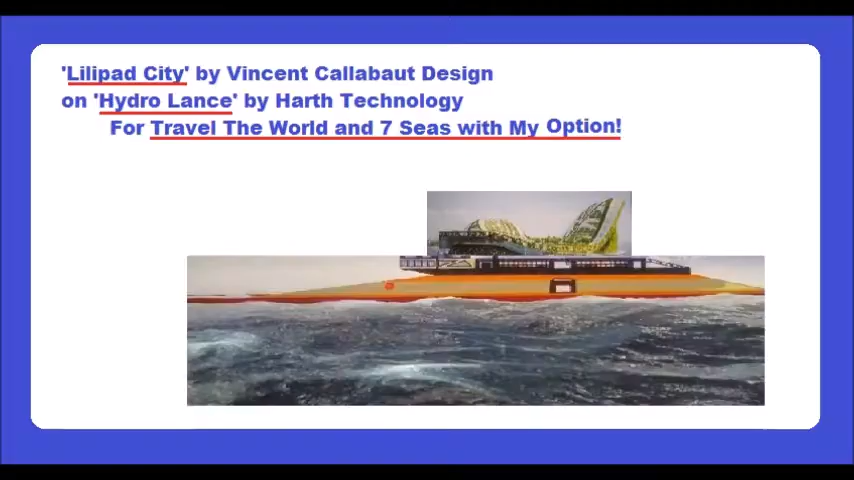 'Lilipad City' by Vincent Callabaut Design
on 'Hydro Lance' by Harth Technology
For Travel The World and 7 Seas with My Option!